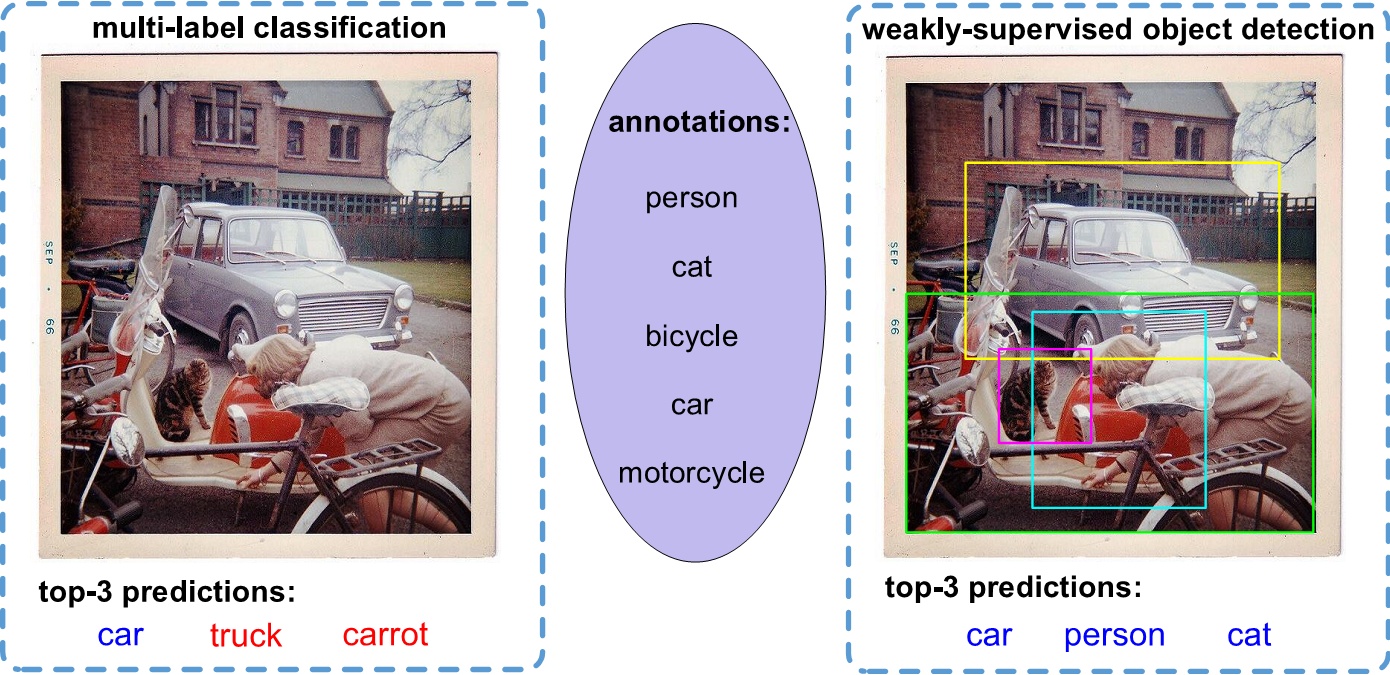 multi-label classification
SEP · 66
top-3 predictions:
car truck carrot
annotations:
person
cat
bicycle
car
motorcycle
weakly-supervised object detection
SEP · 66
top-3 predictions:
car person cat